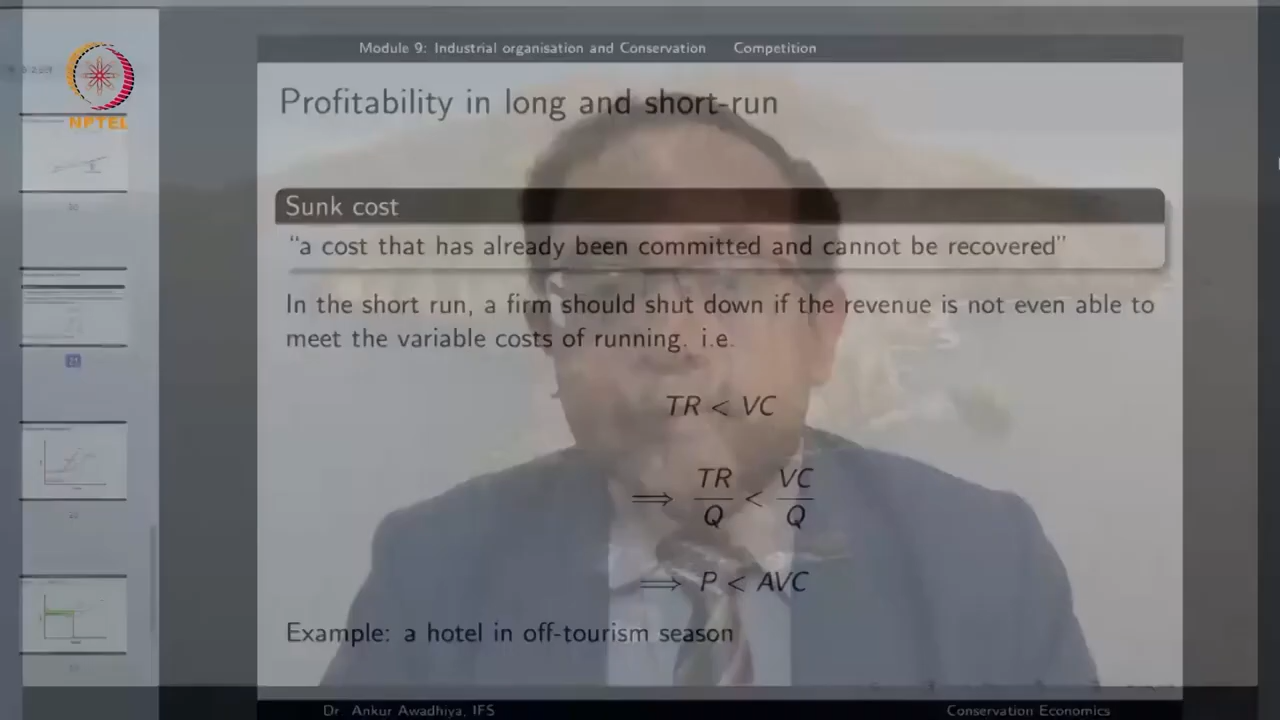 Module 9: Industrial organisation and Conservation Competition
NPTEL
Profitability in long and short-run
Sunk cost
“a cost that has already been committed and cannot be recovered”
In the short run, a firm should shut down if the revenue is not even able to
meet the variable costs of running. i.e.
TR < VC
⟹ TR/Q < VC/Q
⟹ P < AVC
Example: a hotel in off-tourism season
Dr. Ankur Awadhiya, IFS Conservation Economics